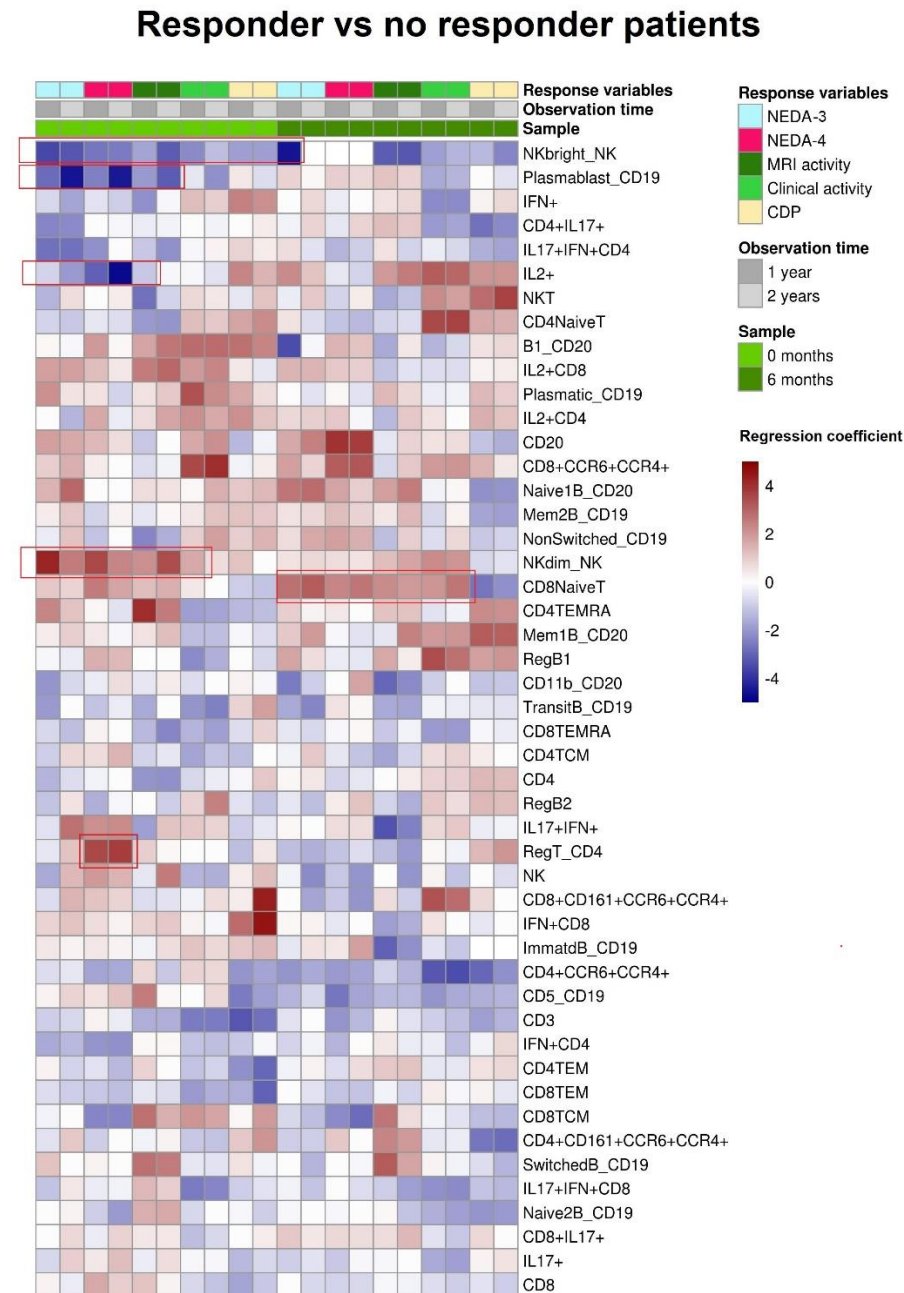 Responder vs no responder patients
Response variables
Observation time
Sample
NKbright_NK
Plasmablast_CD19
IFN+
CD4+IL17+
IL17+IFN+CD4
IL2+
NKT
CD4NaiveT
B1_CD20
IL2+CD8
Plasmatic_CD19
IL2+CD4
CD20
CD8+CCR6+CCR4+
Naive1B_CD20
Mem2B_CD19
NonSwitched_CD19
NKdim_NK
CD8NaiveT
CD4TEMRA
Mem1B_CD20
RegB1
CD11b_CD20
TransitB_CD19
CD8TEMRA
CD4TCM
CD4
RegB2
IL17+IFN+
RegT_CD4
NK
CD8+CD161+CCR6+CCR4+
IFN+CD8
ImmatdB_CD19
CD4+CCR6+CCR4+
CD5_CD19
CD3
IFN+CD4
CD4TEM
CD8TEM
CD8TCM
CD4+CD161+CCR6+CCR4+
SwitchedB_CD19
IL17+IFN+CD8
Naive2B_CD19
CD8+IL17+
IL17+
CD8
Response variables
NEDA-3
NEDA-4
MRI activity
Clinical activity
CDP
Observation time
1 year
2 years
Sample
0 months
6 months
Regression coefficient
4
2
0
-2
-4